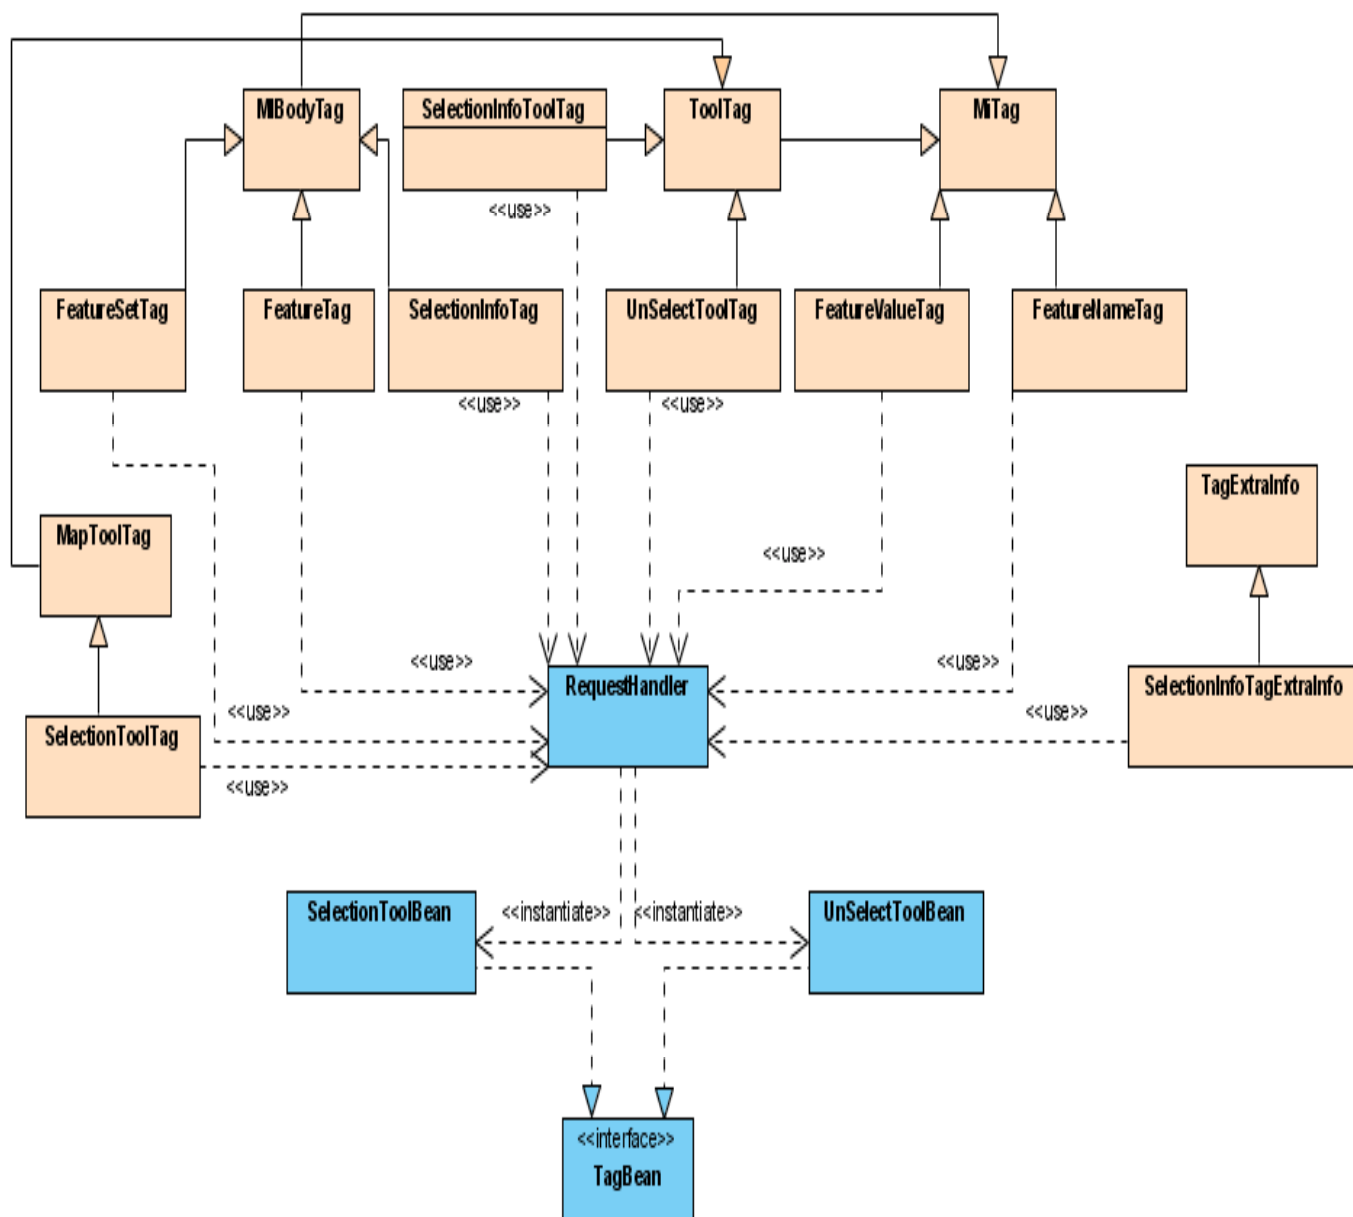 MIBodyTag
SelectionInfoToolTag
ToolTag
MiTag
<<use>>
FeatureSetTag
FeatureTag
SelectionInfoTag
UnSelectToolTag
FeatureValueTag
FeatureNameTag
<<use>>
<<use>>
TagExtraInfo
MapToolTag
<<use>>
<<use>>
<<use>>
RequestHandler
SelectionInfoTagExtraInfo
<<use>>
<<use>>
SelectionToolTag
<<use>>
SelectionToolBean
<<instantiate>>
<<instantiate>>
UnSelectToolBean
<<interface>>
TagBean